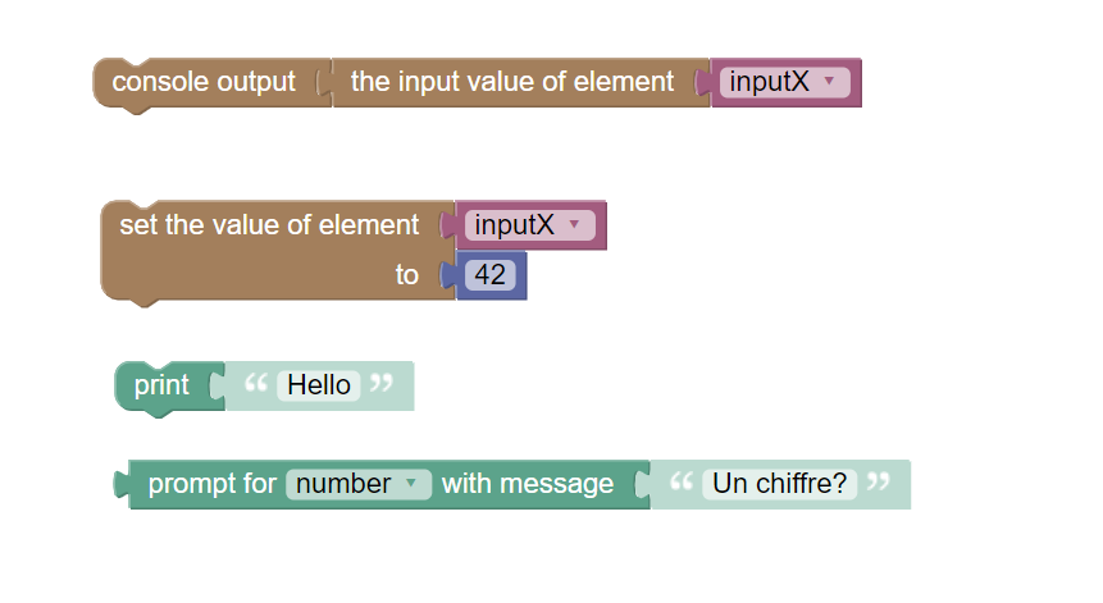 console output the input value of element inputX
set the value of element inputX
to 42
print “ Hello ”
prompt for number with message “ Un chiffre? ”